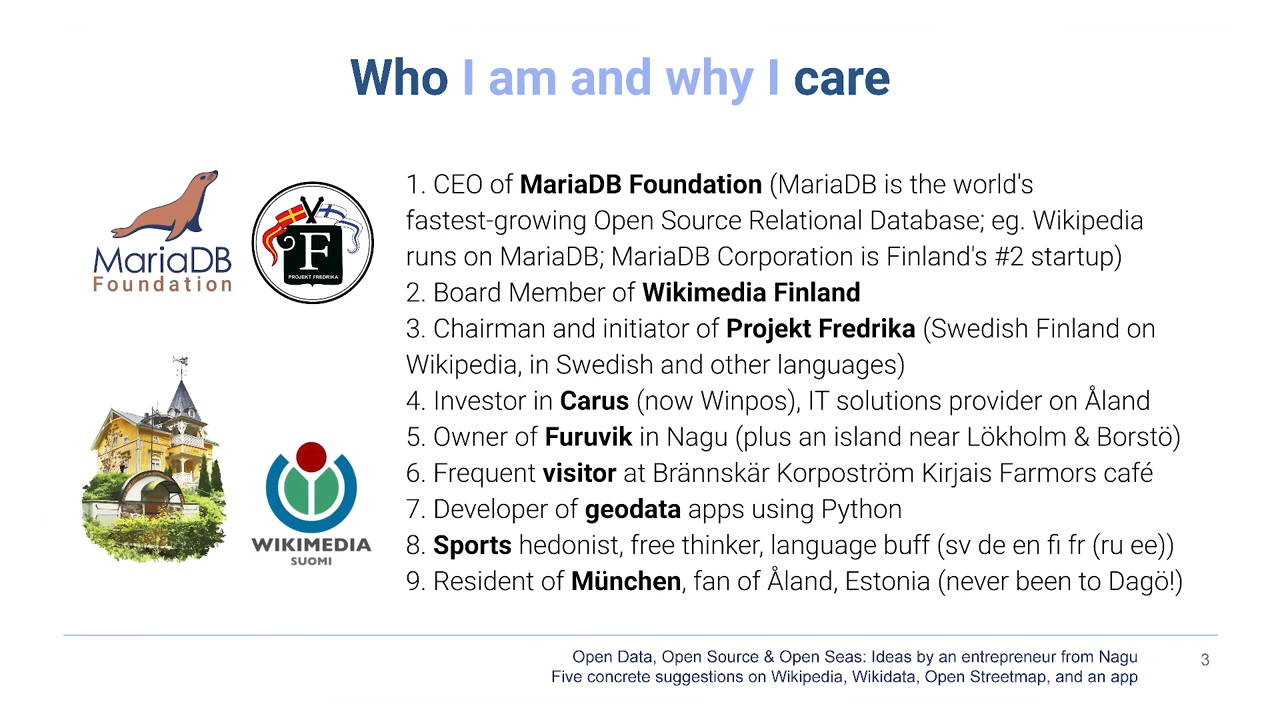 Who I am and why I care
MariaDB
Foundation
F
PROJEKT FREDRIKA
WIKIMEDIA
SUOMI
1. CEO of MariaDB Foundation (MariaDB is the world's
fastest-growing Open Source Relational Database; eg. Wikipedia
runs on MariaDB; MariaDB Corporation is Finland's #2 startup)
2. Board Member of Wikimedia Finland
3. Chairman and initiator of Projekt Fredrika (Swedish Finland on
Wikipedia, in Swedish and other languages)
4. Investor in Carus (now Winpos), IT solutions provider on Åland
5. Owner of Furuvik in Nagu (plus an island near Lökholm & Borstö)
6. Frequent visitor at Brännskär Korpoström Kirjais Farmors café
7. Developer of geodata apps using Python
8. Sports hedonist, free thinker, language buff (sv de en fi fr (ru ee))
9. Resident of München, fan of Åland, Estonia (never been to Dagö!)
Open Data, Open Source & Open Seas: Ideas by an entrepreneur from Nagu
Five concrete suggestions on Wikipedia, Wikidata, Open Streetmap, and an app
3